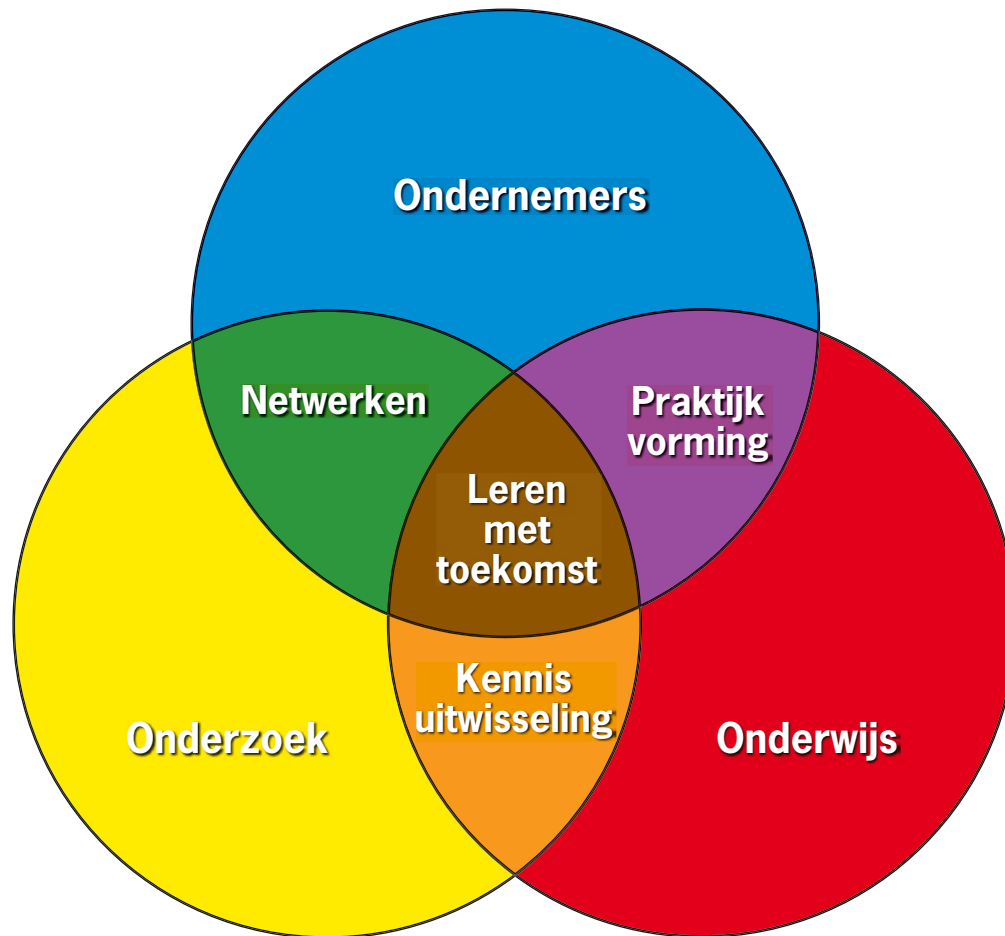 Ondernemers
Netwerken
Praktijk
vorming
Leren
met
toekomst
Kennis
uitwisseling
Onderzoek
Onderwijs